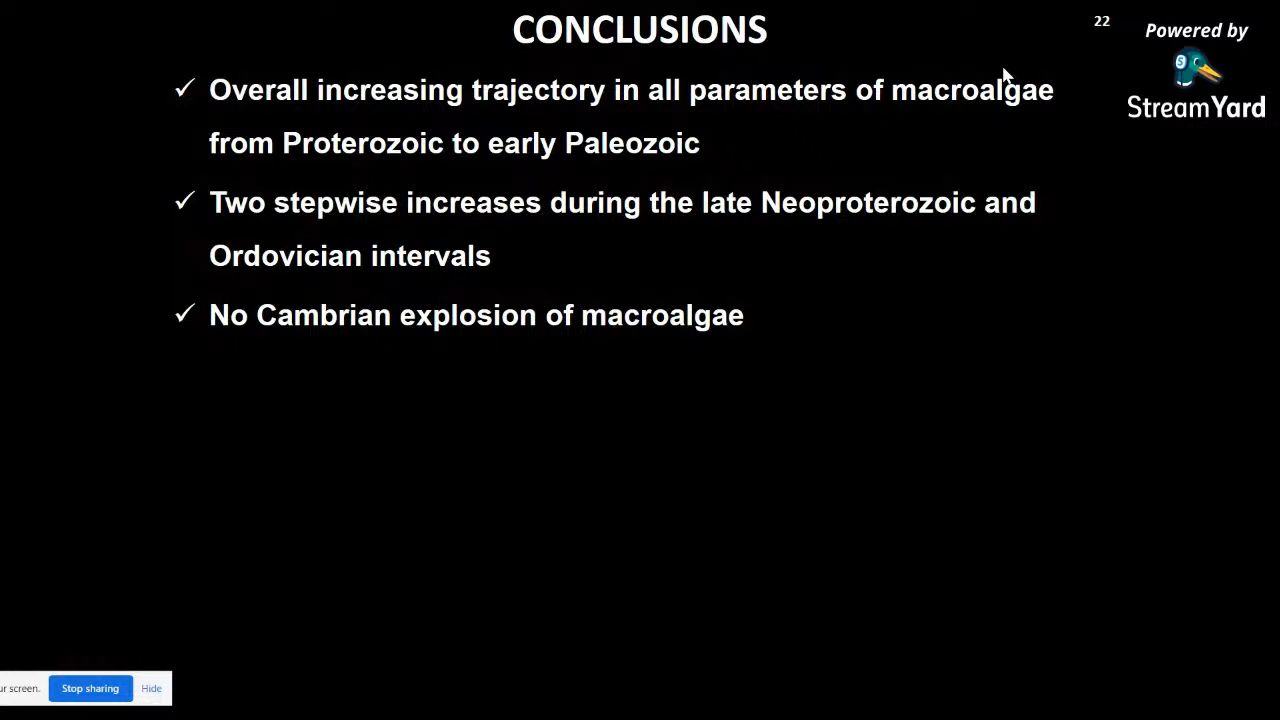 CONCLUSIONS
22
Powered by
StreamYard
✓ Overall increasing trajectory in all parameters of macroalgae
from Proterozoic to early Paleozoic
✓ Two stepwise increases during the late Neoproterozoic and
Ordovician intervals
✓ No Cambrian explosion of macroalgae
ur screen. Stop sharing Hide